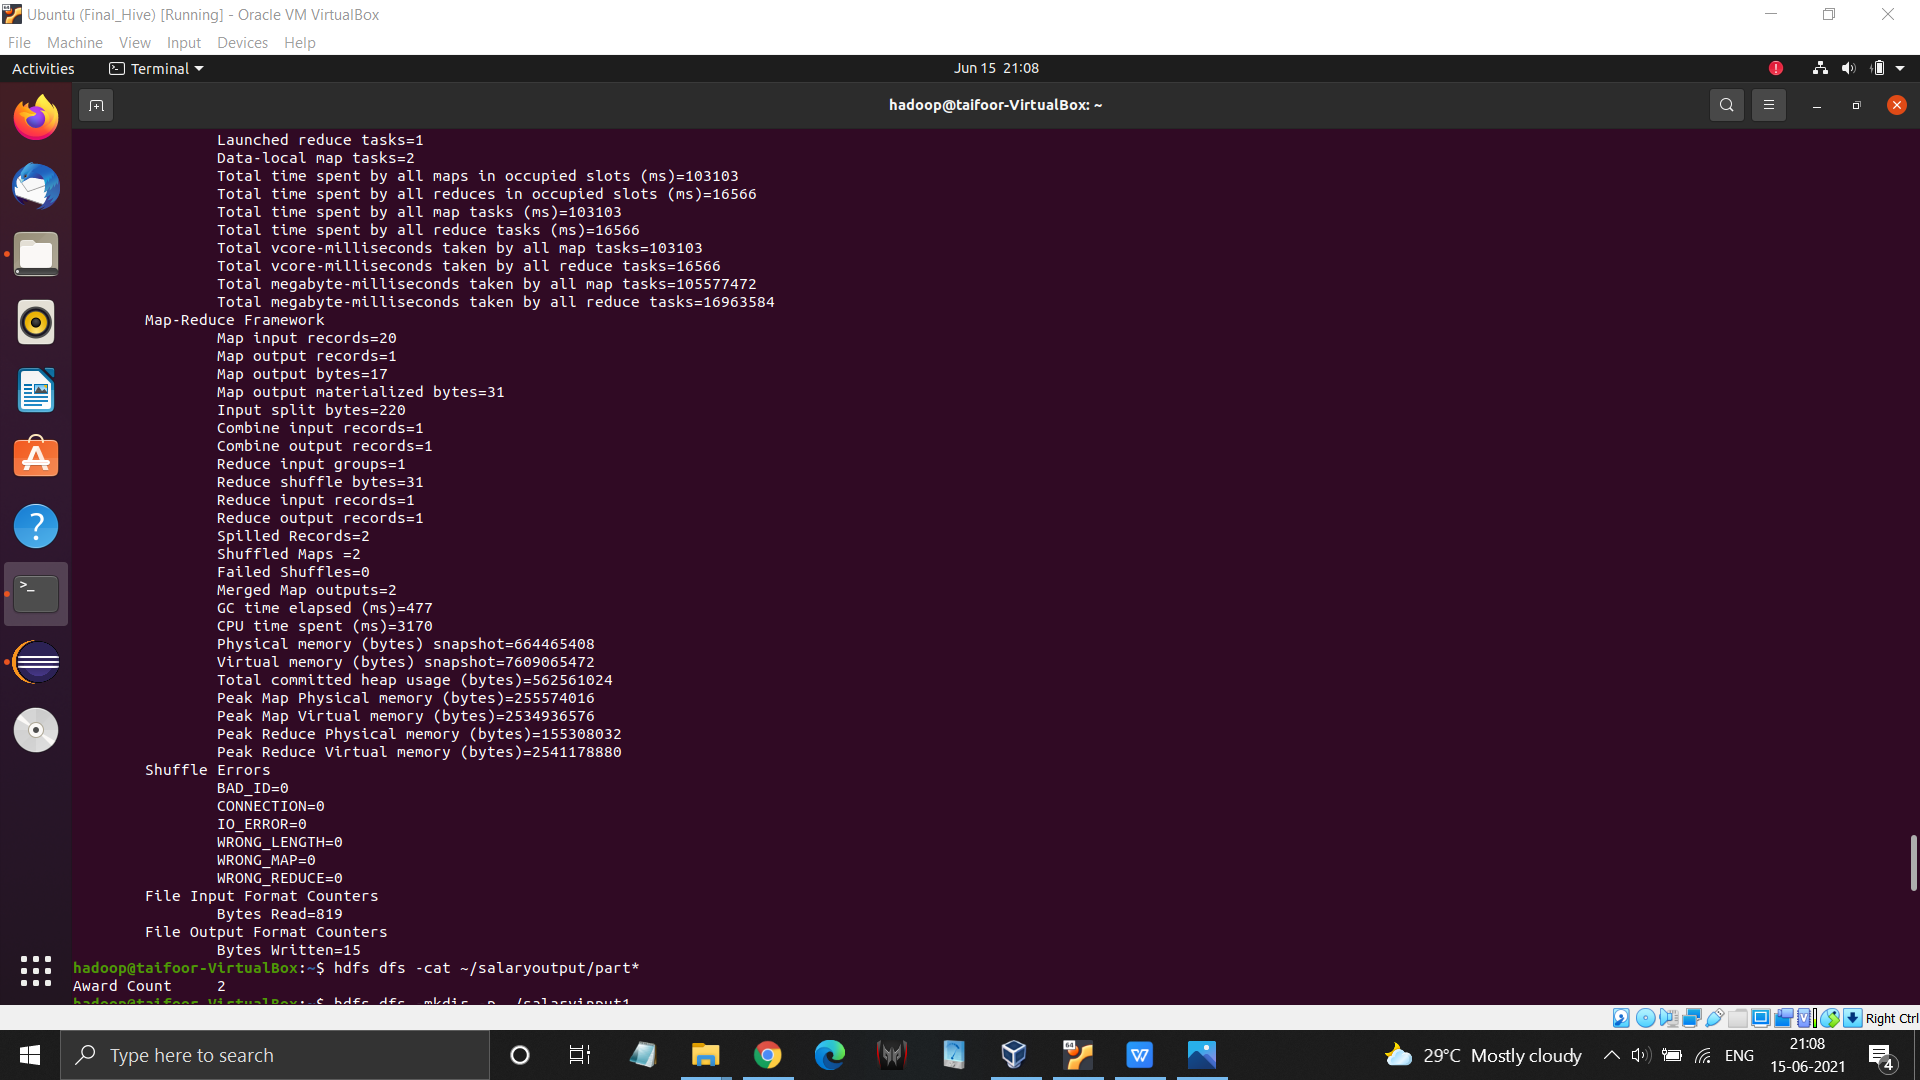 Ubuntu (Final_Hive) [Running] - Oracle VM VirtualBox
File Machine View Input Devices Help
Activities Terminal Jun 15 21:08
hadoop@taifoor-VirtualBox: ~
Launched reduce tasks=1
Data-local map tasks=2
Total time spent by all maps in occupied slots (ms)=103103
Total time spent by all reduces in occupied slots (ms)=16566
Total time spent by all map tasks (ms)=103103
Total time spent by all reduce tasks (ms)=16566
Total vcore-milliseconds taken by all map tasks=103103
Total vcore-milliseconds taken by all reduce tasks=16566
Total megabyte-milliseconds taken by all map tasks=105577472
Total megabyte-milliseconds taken by all reduce tasks=16963584
Map-Reduce Framework
Map input records=20
Map output records=1
Map output bytes=17
Map output materialized bytes=31
Input split bytes=220
Combine input records=1
Combine output records=1
Reduce input groups=1
Reduce shuffle bytes=31
Reduce input records=1
Reduce output records=1
Spilled Records=2
Shuffled Maps =2
Failed Shuffles=0
Merged Map outputs=2
GC time elapsed (ms)=477
CPU time spent (ms)=3170
Physical memory (bytes) snapshot=664465408
Virtual memory (bytes) snapshot=7609065472
Total committed heap usage (bytes)=562561024
Peak Map Physical memory (bytes)=255574016
Peak Map Virtual memory (bytes)=2534936576
Peak Reduce Physical memory (bytes)=155308032
Peak Reduce Virtual memory (bytes)=2541178880
Shuffle Errors
BAD_ID=0
CONNECTION=0
IO_ERROR=0
WRONG_LENGTH=0
WRONG_MAP=0
WRONG_REDUCE=0
File Input Format Counters
Bytes Read=819
File Output Format Counters
Bytes Written=15
hadoop@taifoor-VirtualBox:~$ hdfs dfs -cat ~/salaryoutput/part*
Award Count 2
hadoop@taifoor-VirtualBox:~$ hdfs dfs -mkdir -p ~/salaryinput1
Right Ctrl
Type here to search
29°C Mostly cloudy
ENG
21:08
15-06-2021
4